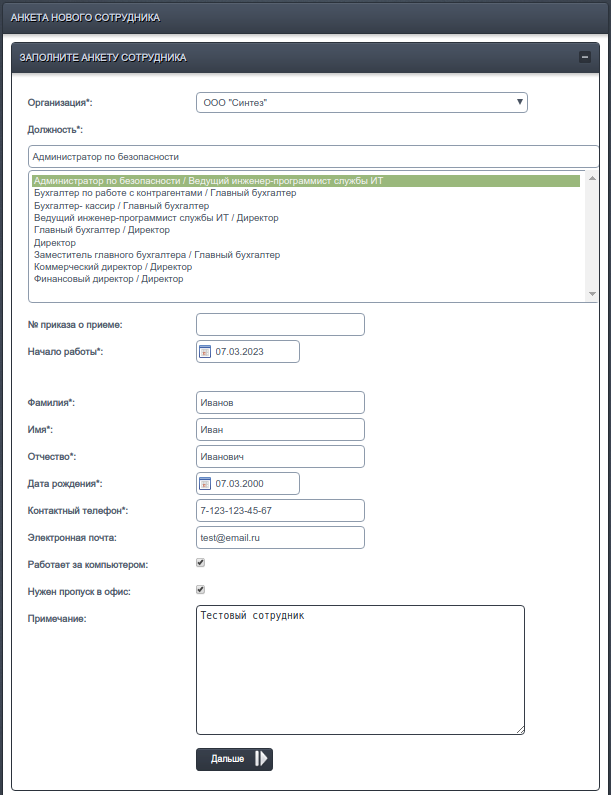 АНКЕТА НОВОГО СОТРУДНИКА
ЗАПОЛНИТЕ АНКЕТУ СОТРУДНИКА
Организация*: ООО "Синтез"
Должность*:
Администратор по безопасности
Администратор по безопасности / Ведущий инженер-программист службы ИТ
Бухгалтер по работе с контрагентами / Главный бухгалтер
Бухгалтер- кассир / Главный бухгалтер
Ведущий инженер-программист службы ИТ / Директор
Главный бухгалтер / Директор
Директор
Заместитель главного бухгалтера / Главный бухгалтер
Коммерческий директор / Директор
Финансовый директор / Директор
№ приказа о приеме:
Начало работы*: 07.03.2023
Фамилия*: Иванов
Имя*: Иван
Отчество*: Иванович
Дата рождения*: 07.03.2000
Контактный телефон*: 7-123-123-45-67
Электронная почта: test@email.ru
Работает за компьютером:
Нужен пропуск в офис:
Примечание: Тестовый сотрудник
Дальше